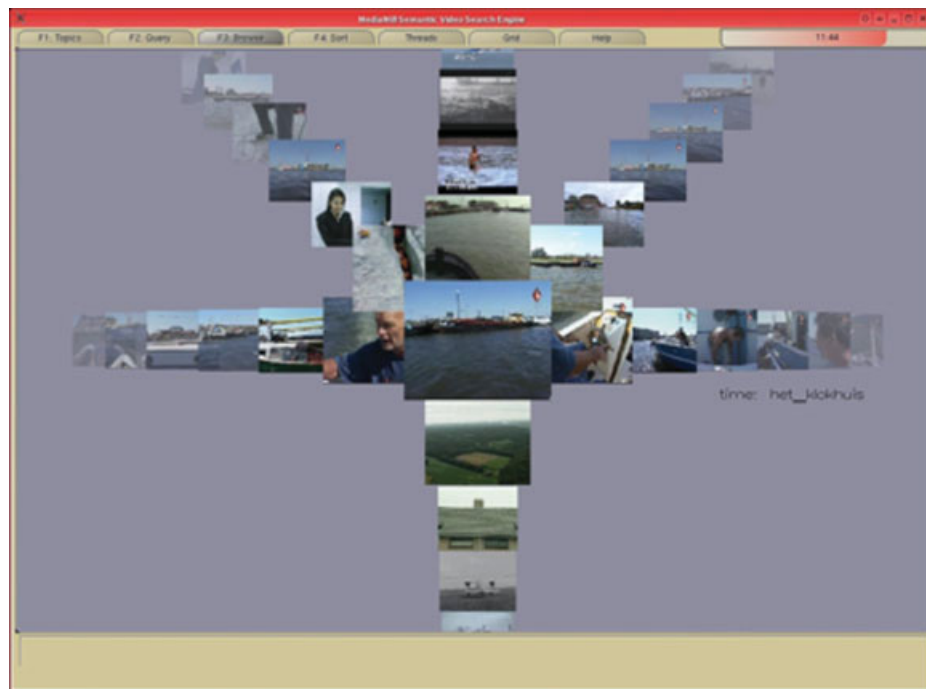 MediaMill Semantic Video Search Engine
F1: Topics F2: Query F3: Browse F4: Sort Threads Grid Help 11:44
time: het_klokhuis